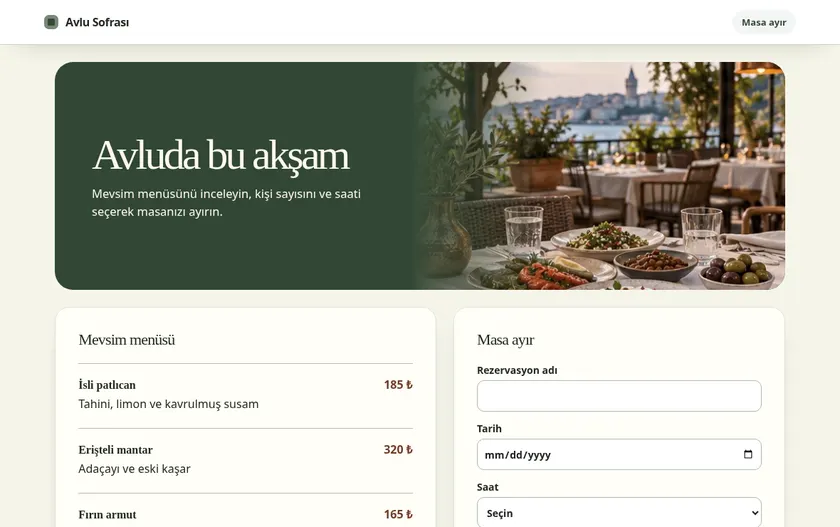 Avlu Sofrası
Masa ayır
Avluda bu akşam
Mevsim menüsünü inceleyin, kişi sayısını ve saati
seçerek masanızı ayırın.
Mevsim menüsü
İsli patlıcan 185 ₺
Tahini, limon ve kavrulmuş susam
Erişteli mantar 320 ₺
Adaçayı ve eski kaşar
Fırın armut 165 ₺
Masa ayır
Rezervasyon adı
Tarih
mm/dd/yyyy
Saat
Seçin